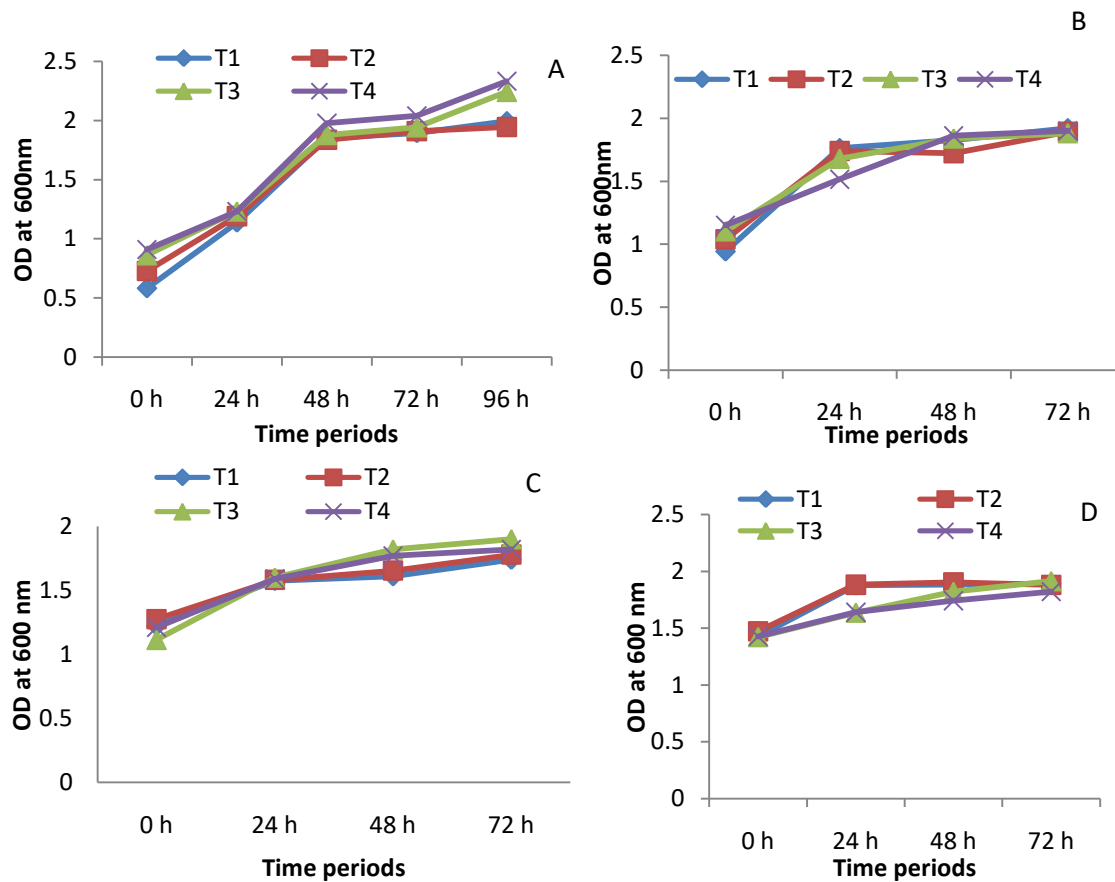 A
T1 T2
T3 T4
2.5
2
1.5
1
0.5
0
OD at 600nm
0 h 24 h 48 h 72 h 96 h
Time periods
B
T1 T2 T3 T4
2.5
2
1.5
1
0.5
0
OD at 600nm
0 h 24 h 48 h 72 h
Time periods
C
T1 T2
T3 T4
2
1.5
1
0.5
0
OD at 600 nm
0 h 24 h 48 h 72 h
Time periods
D
T1 T2
T3 T4
2.5
2
1.5
1
0.5
0
OD at 600 nm
0 h 24 h 48 h 72 h
Time periods